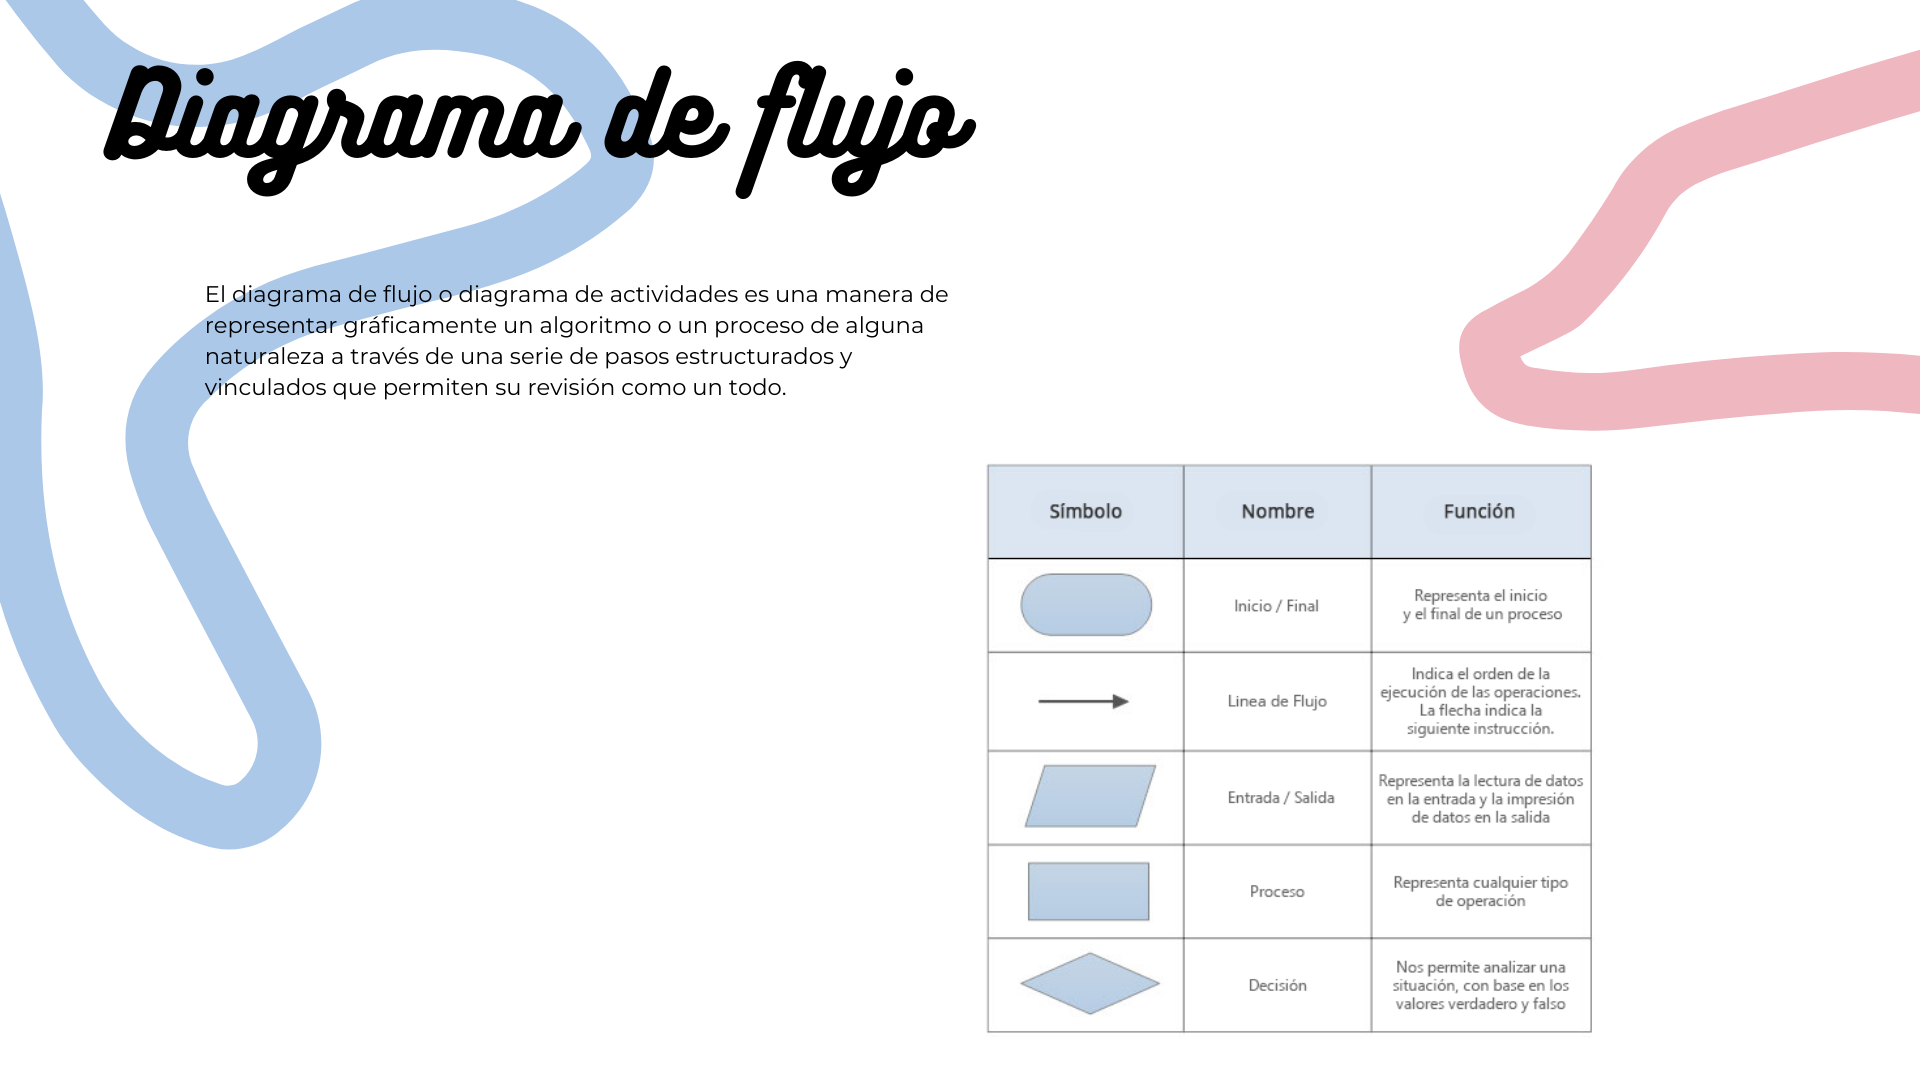 Diagrama de flujo
El diagrama de flujo o diagrama de actividades es una manera de
representar gráficamente un algoritmo o un proceso de alguna
naturaleza a través de una serie de pasos estructurados y
vinculados que permiten su revisión como un todo.
Símbolo Nombre Función
Inicio / Final
Representa el inicio
y el final de un proceso
Linea de Flujo
Indica el orden de la
ejecución de las operaciones.
La flecha indica la
siguiente instrucción.
Entrada / Salida
Representa la lectura de datos
en la entrada y la impresión
de datos en la salida
Proceso
Representa cualquier tipo
de operación
Decisión
Nos permite analizar una
situación, con base en los
valores verdadero y falso